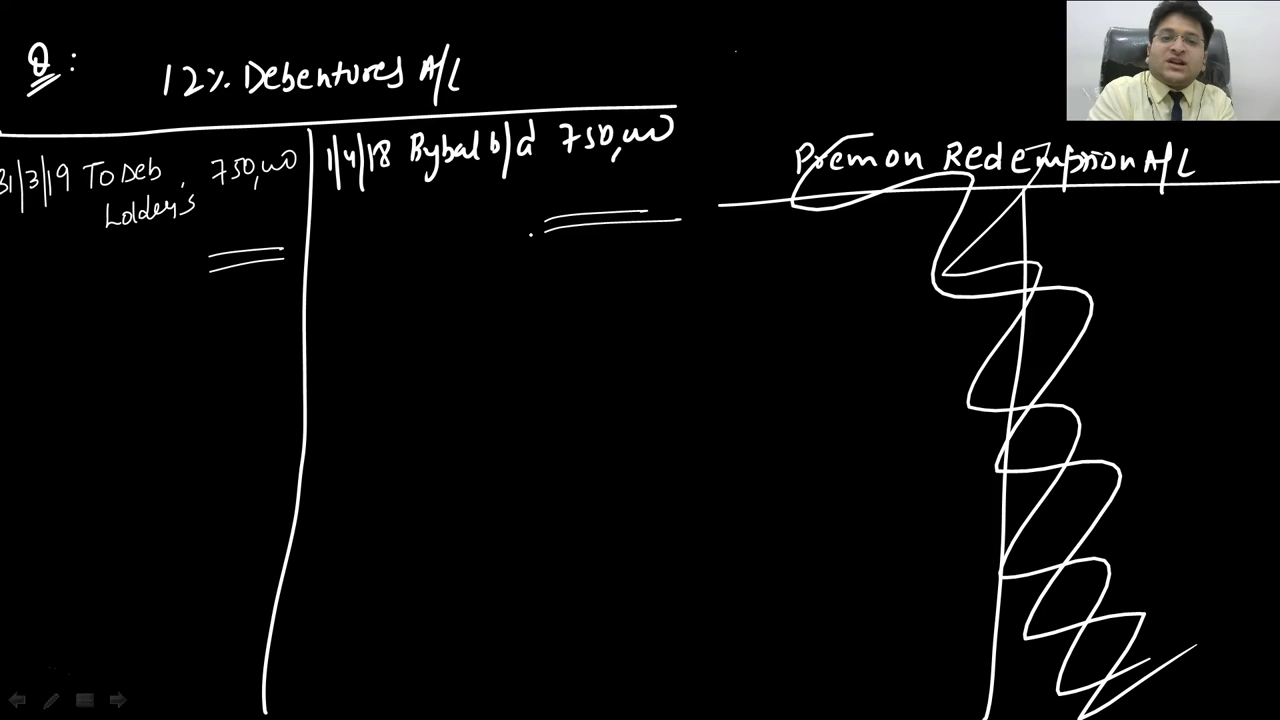 Q:
12% Debentures A/L
31/3/19 To Deb Holders 750,000
1/4/18 By bal b/d 750,000
Prem on Redemption A/L